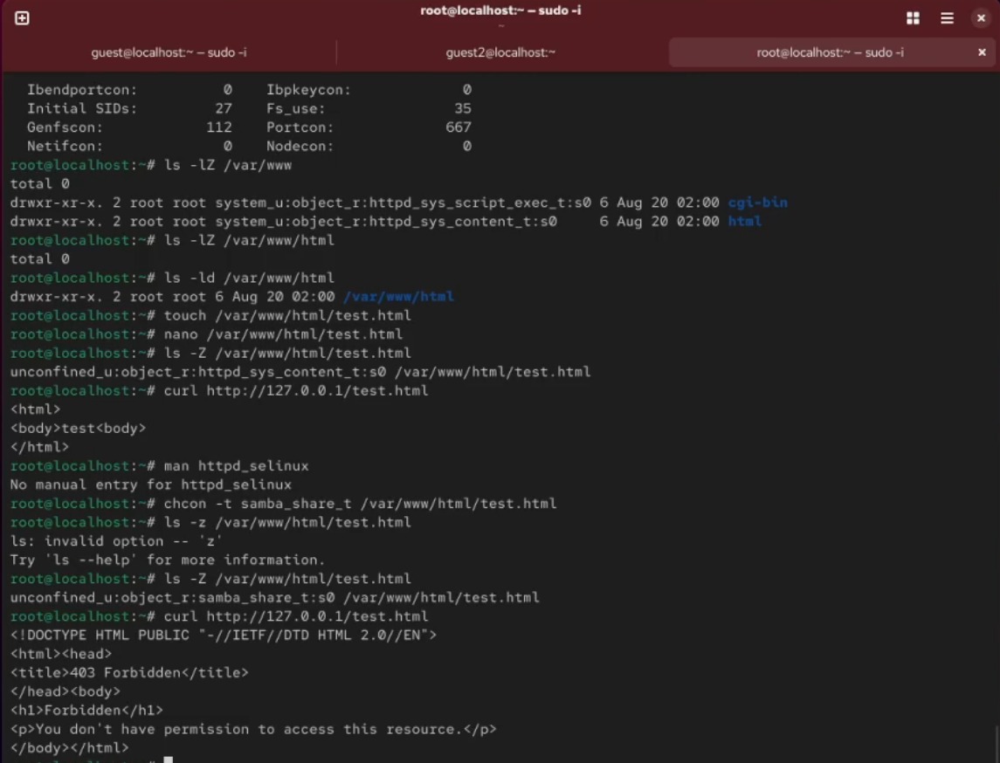 root@localhost:~ — sudo -i
~
guest@localhost:~ — sudo -i
guest2@localhost:~
root@localhost:~ — sudo -i
Ibendportcon: 0 Ibpkeycon: 0
Initial SIDs: 27 Fs_use: 35
Genfscon: 112 Portcon: 667
Netifcon: 0 Nodecon: 0
root@localhost:~# ls -lZ /var/www
total 0
drwxr-xr-x. 2 root root system_u:object_r:httpd_sys_script_exec_t:s0 6 Aug 20 02:00 cgi-bin
drwxr-xr-x. 2 root root system_u:object_r:httpd_sys_content_t:s0 6 Aug 20 02:00 html
root@localhost:~# ls -lZ /var/www/html
total 0
root@localhost:~# ls -ld /var/www/html
drwxr-xr-x. 2 root root 6 Aug 20 02:00 /var/www/html
root@localhost:~# touch /var/www/html/test.html
root@localhost:~# nano /var/www/html/test.html
root@localhost:~# ls -Z /var/www/html/test.html
unconfined_u:object_r:httpd_sys_content_t:s0 /var/www/html/test.html
root@localhost:~# curl http://127.0.0.1/test.html
<html>
<body>test<body>
</html>
root@localhost:~# man httpd_selinux
No manual entry for httpd_selinux
root@localhost:~# chcon -t samba_share_t /var/www/html/test.html
root@localhost:~# ls -z /var/www/html/test.html
ls: invalid option -- 'z'
Try 'ls --help' for more information.
root@localhost:~# ls -Z /var/www/html/test.html
unconfined_u:object_r:samba_share_t:s0 /var/www/html/test.html
root@localhost:~# curl http://127.0.0.1/test.html
<!DOCTYPE HTML PUBLIC "-//IETF//DTD HTML 2.0//EN">
<html><head>
<title>403 Forbidden</title>
</head><body>
<h1>Forbidden</h1>
<p>You don't have permission to access this resource.</p>
</body></html>